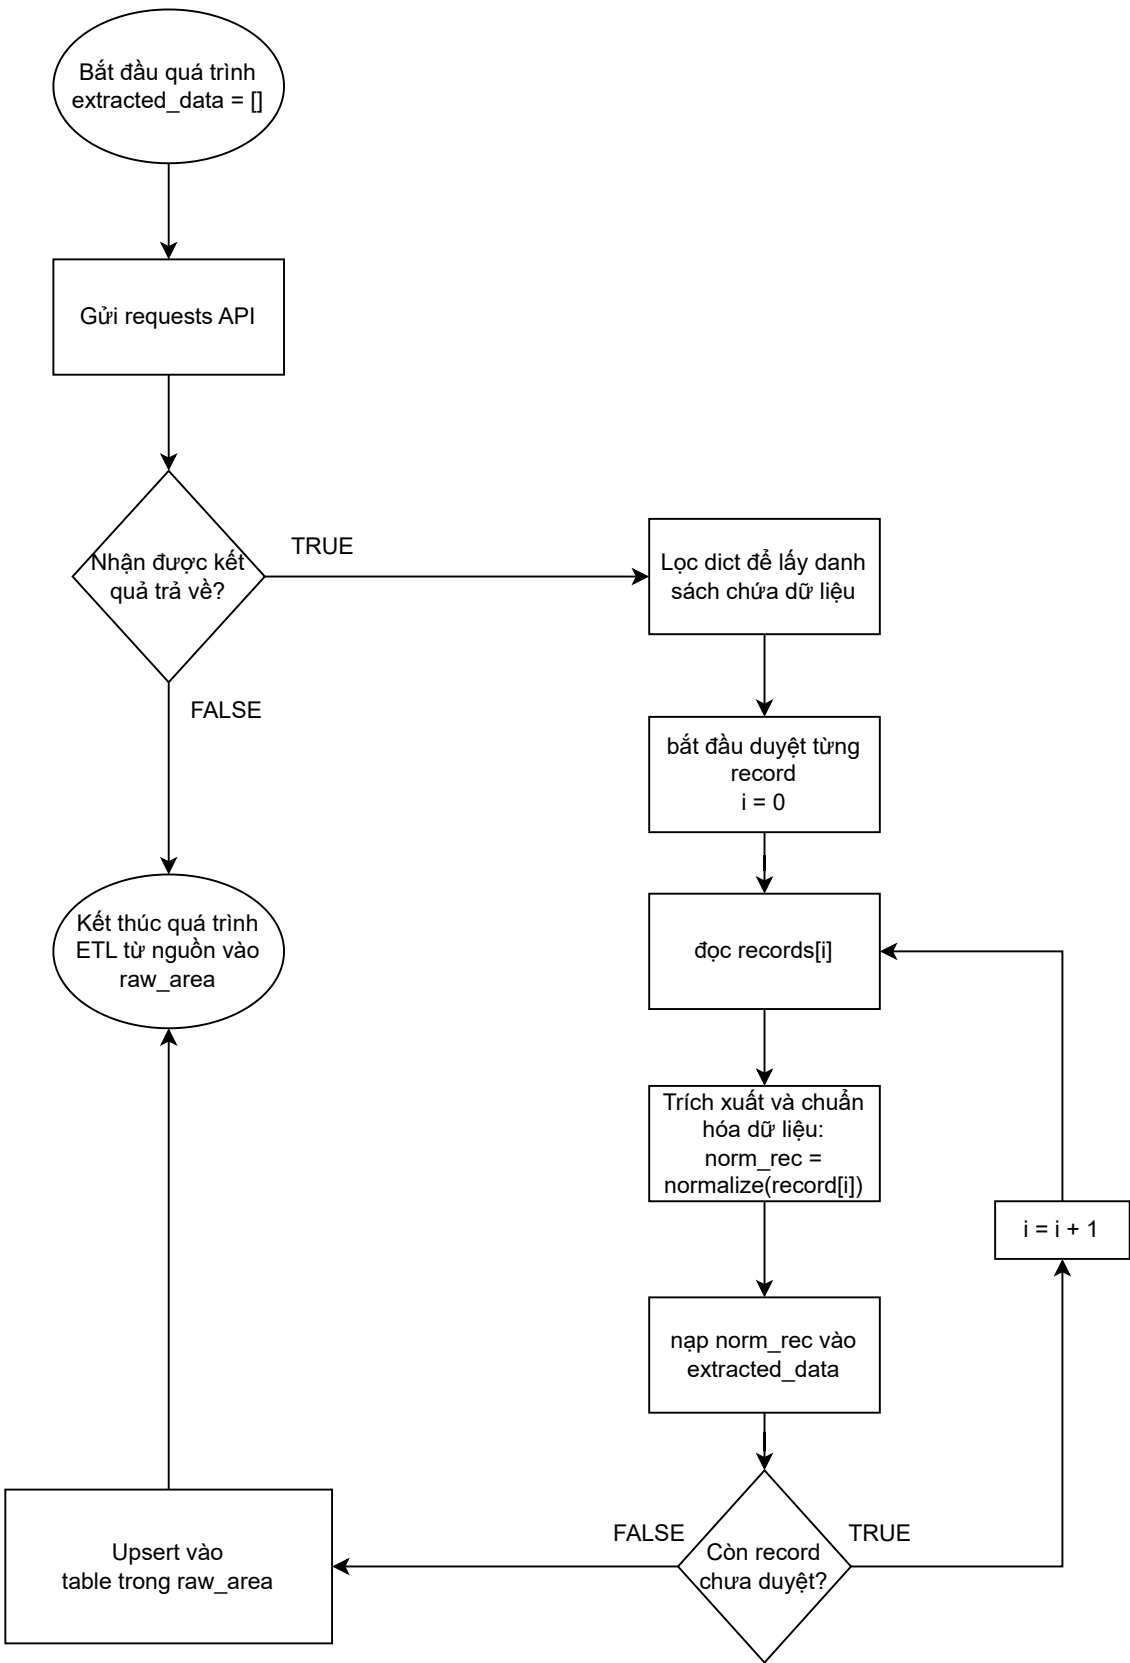 Bắt đầu quá trình
extracted_data = []
Gửi requests API
Nhận được kết
quả trả về?
TRUE
FALSE
Lọc dict để lấy danh
sách chứa dữ liệu
bắt đầu duyệt từng
record
i = 0
đọc records[i]
Trích xuất và chuẩn
hóa dữ liệu:
norm_rec =
normalize(record[i])
nạp norm_rec vào
extracted_data
Còn record
chưa duyệt?
TRUE
i = i + 1
FALSE
Upsert vào
table trong raw_area
Kết thúc quá trình
ETL từ nguồn vào
raw_area